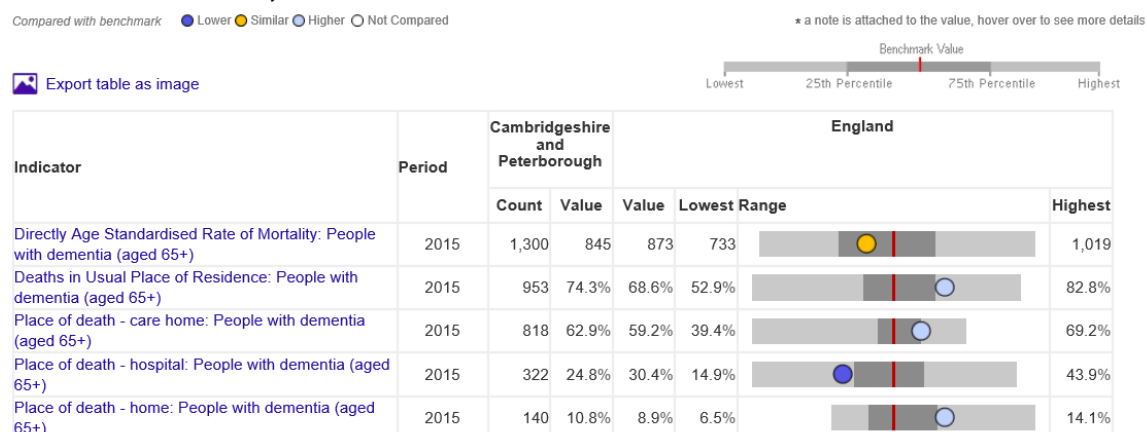 Compared with benchmark Lower Similar Higher Not Compared
* a note is attached to the value, hover over to see more details
Benchmark Value
Lowest 25th Percentile 75th Percentile Highest
Export table as image
Indicator Period Cambridgeshire and Peterborough England
Count Value Value Lowest Range Highest
Directly Age Standardised Rate of Mortality: People
with dementia (aged 65+) 2015 1,300 845 873 733 1,019
Deaths in Usual Place of Residence: People with
dementia (aged 65+) 2015 953 74.3% 68.6% 52.9% 82.8%
Place of death - care home: People with dementia
(aged 65+) 2015 818 62.9% 59.2% 39.4% 69.2%
Place of death - hospital: People with dementia (aged
65+) 2015 322 24.8% 30.4% 14.9% 43.9%
Place of death - home: People with dementia (aged
65+) 2015 140 10.8% 8.9% 6.5% 14.1%